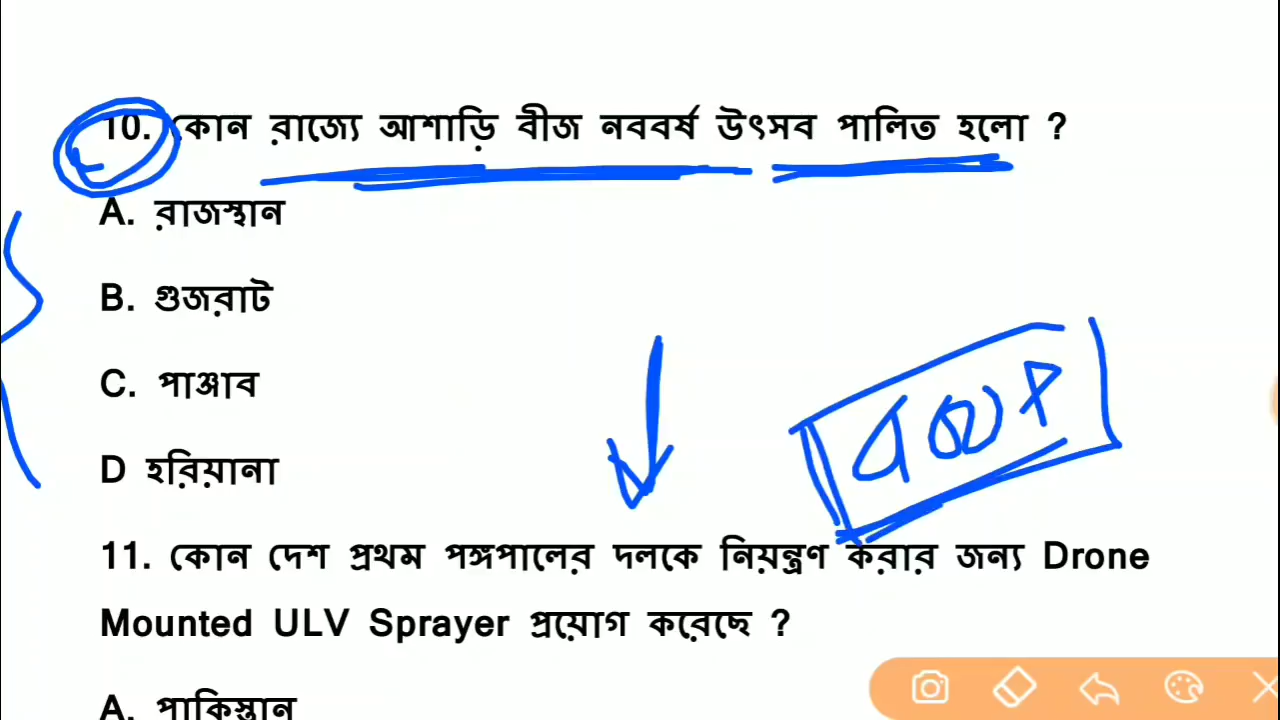 10. কোন রাজ্যে আশাড়ি বীজ নববর্ষ উৎসব পালিত হলো ?
A. রাজস্থান
B. গুজরাট
C. পাঞ্জাব
D হরিয়ানা
11. কোন দেশ প্রথম পঙ্গপালের দলকে নিয়ন্ত্রণ করার জন্য Drone
Mounted ULV Sprayer প্রয়োগ করেছে ?
A. পাকিস্তান